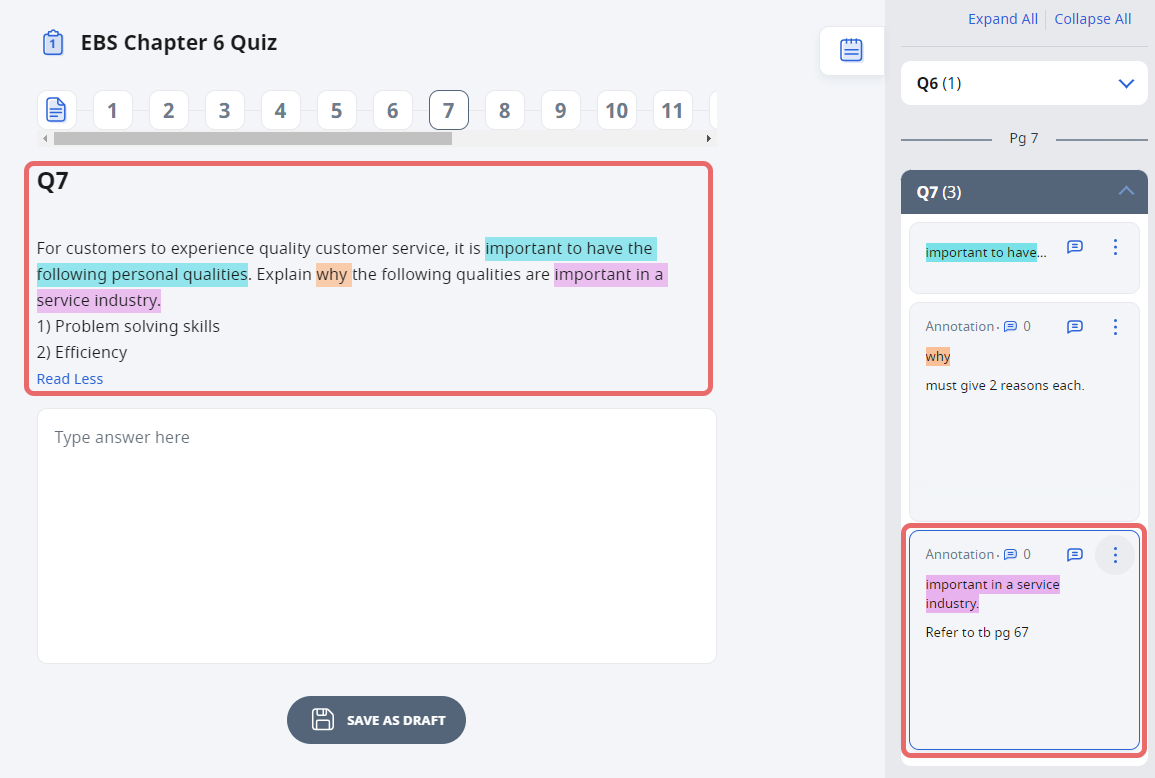 EBS Chapter 6 Quiz
1
1 2 3 4 5 6 7 8 9 10 11
Q7
For customers to experience quality customer service, it is important to have the
following personal qualities. Explain why the following qualities are important in a
service industry.
1) Problem solving skills
2) Efficiency
Read Less
Type answer here
SAVE AS DRAFT
Expand All Collapse All
Q6 (1)
Pg 7
Q7 (3)
important to have...
Annotation · 0
why
must give 2 reasons each.
Annotation · 0
important in a service
industry.
Refer to tb pg 67